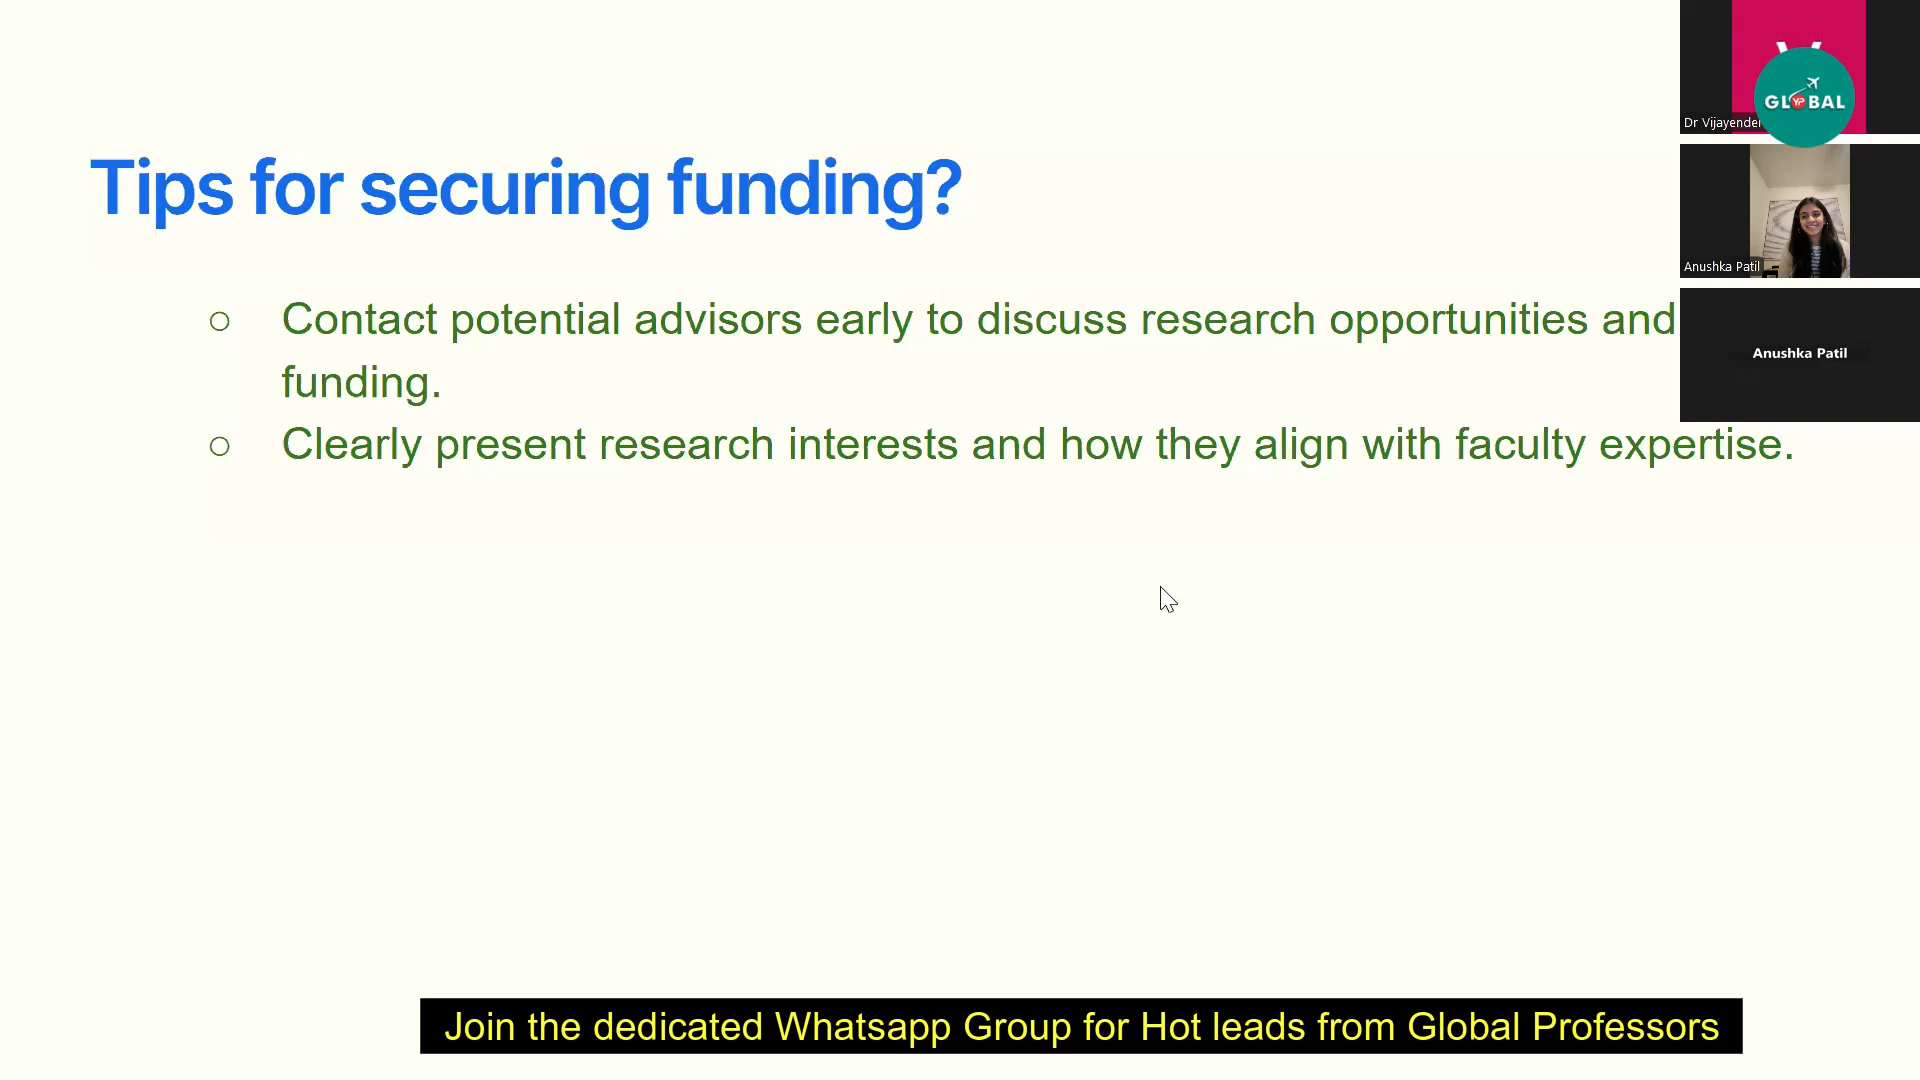 Tips for securing funding?
○ Contact potential advisors early to discuss research opportunities and
funding.
○ Clearly present research interests and how they align with faculty expertise.
GLOBAL
YP
Dr Vijayender
Anushka Patil
Anushka Patil
Join the dedicated Whatsapp Group for Hot leads from Global Professors